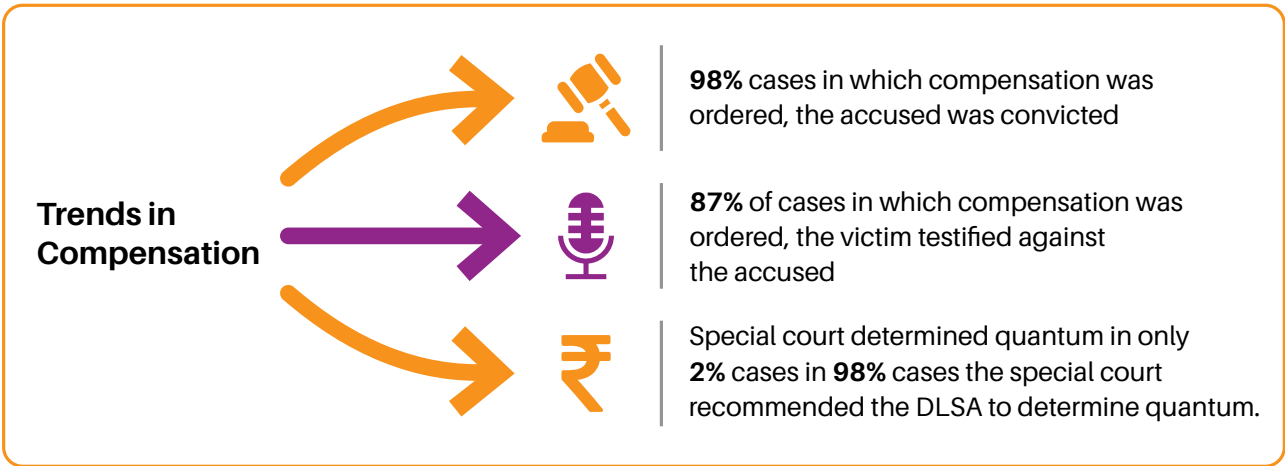 Trends in
Compensation
98% cases in which compensation was
ordered, the accused was convicted
87% of cases in which compensation was
ordered, the victim testified against
the accused
₹
Special court determined quantum in only
2% cases in 98% cases the special court
recommended the DLSA to determine quantum.